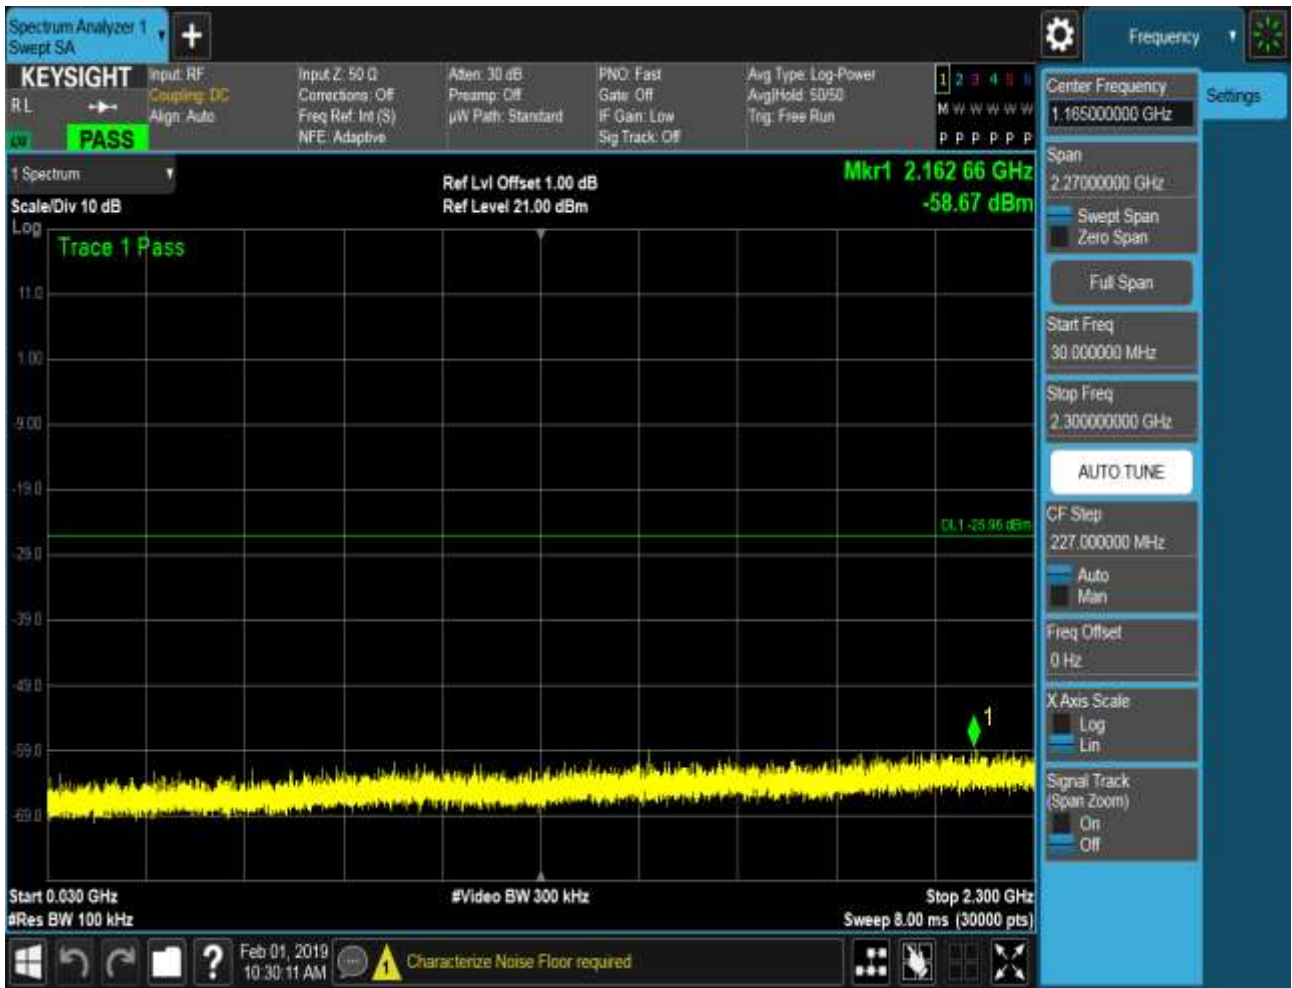 Spectrum Analyzer 1
Swept SA
+
Frequency
KEYSIGHT
R L
PASS
Input: RF
Coupling: DC
Align: Auto
Input Z: 50 Ω
Corrections: Off
Freq Ref: Int (S)
NFE: Adaptive
Atten: 30 dB
Preamp: Off
µW Path: Standard
PNO: Fast
Gate: Off
IF Gain: Low
Sig Track: Off
Avg Type: Log-Power
Avg|Hold: 50/50
Trig: Free Run
1 2 3 4 5 6
M W W W W W
P P P P P P
1 Spectrum
Scale/Div 10 dB
Log
Ref Lvl Offset 1.00 dB
Ref Level 21.00 dBm
Mkr1 2.162 66 GHz
-58.67 dBm
Trace 1 Pass
11.0
1.00
-9.00
-19.0
-29.0
-39.0
-49.0
-59.0
-69.0
DL1 -25.96 dBm
1
Start 0.030 GHz
#Res BW 100 kHz
#Video BW 300 kHz
Stop 2.300 GHz
Sweep 8.00 ms (30000 pts)
Center Frequency
1.165000000 GHz
Settings
Span
2.27000000 GHz
Swept Span
Zero Span
Full Span
Start Freq
30.000000 MHz
Stop Freq
2.300000000 GHz
AUTO TUNE
CF Step
227.000000 MHz
Auto
Man
Freq Offset
0 Hz
X Axis Scale
Log
Lin
Signal Track
(Span Zoom)
On
Off
?
Feb 01, 2019
10:30:11 AM
1
Characterize Noise Floor required